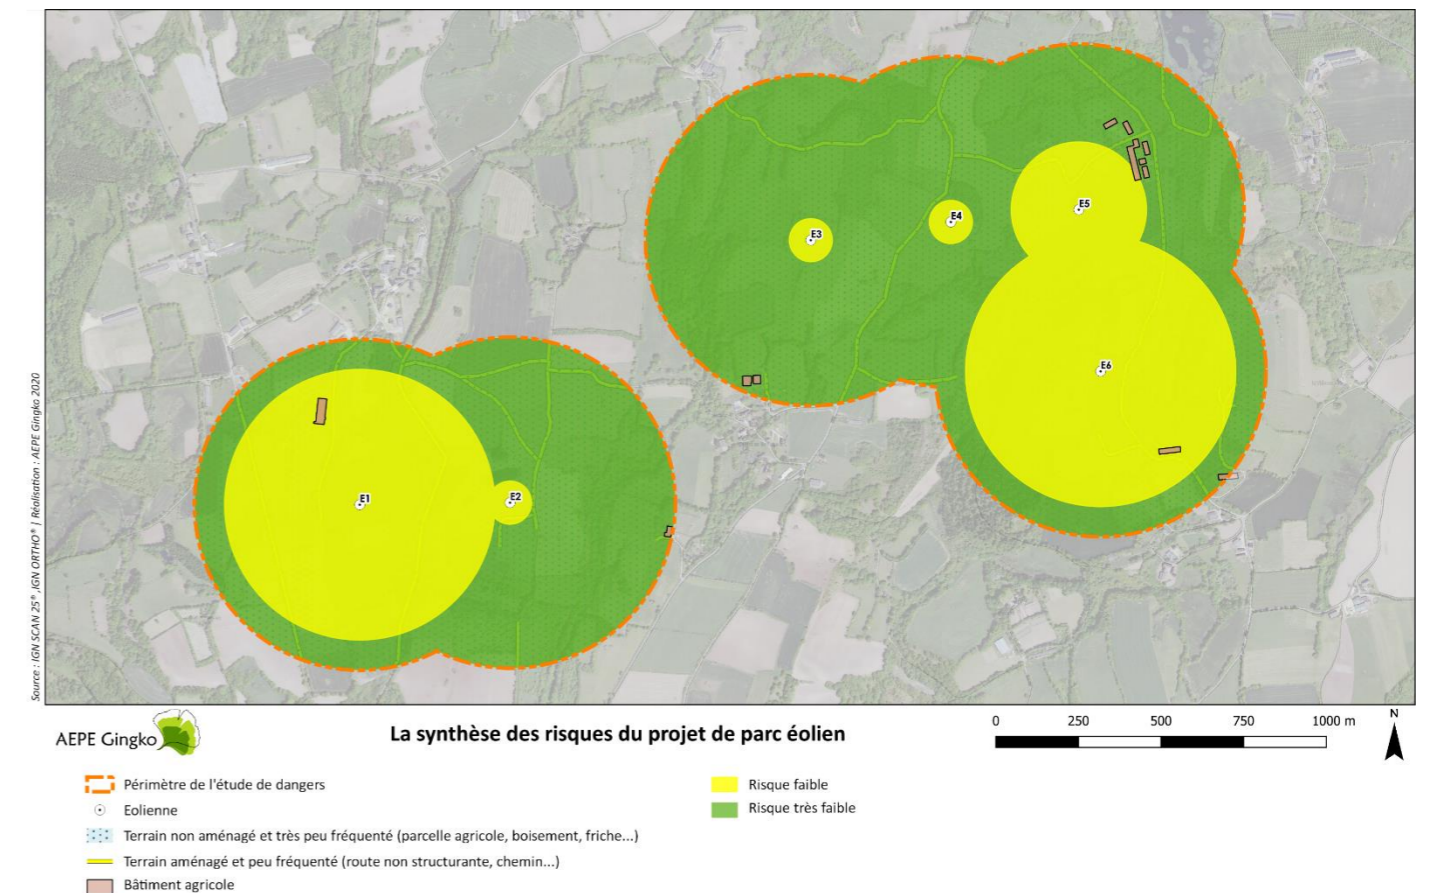 E5
E4
E3
E6
E2
E1
Source : IGN SCAN 25® ,IGN ORTHO® | Réalisation : AEPE Gingko 2020
AEPE Gingko
La synthèse des risques du projet de parc éolien
0 250 500 750 1000 m
N
Périmètre de l'étude de dangers
Eolienne
Terrain non aménagé et très peu fréquenté (parcelle agricole, boisement, friche...)
Terrain aménagé et peu fréquenté (route non structurante, chemin...)
Bâtiment agricole
Risque faible
Risque très faible